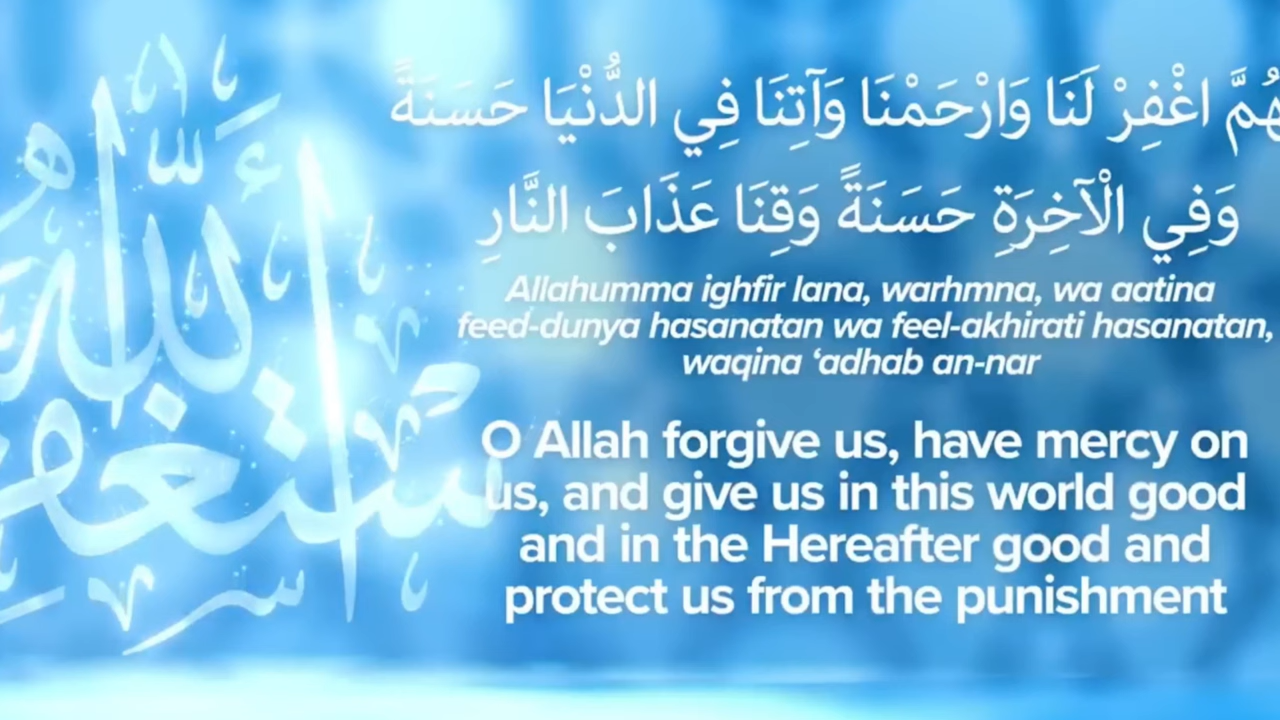 أستغفر الله
هُمَّ اغْفِرْ لَنَا وَارْحَمْنَا وَآتِنَا فِي الدُّنْيَا حَسَنَةً
وَفِي الْآخِرَةِ حَسَنَةً وَقِنَا عَذَابَ النَّارِ
Allahumma ighfir lana, warhmna, wa aatina
feed-dunya hasanatan wa feel-akhirati hasanatan,
waqina ‘adhab an-nar
O Allah forgive us, have mercy on
us, and give us in this world good
and in the Hereafter good and
protect us from the punishment